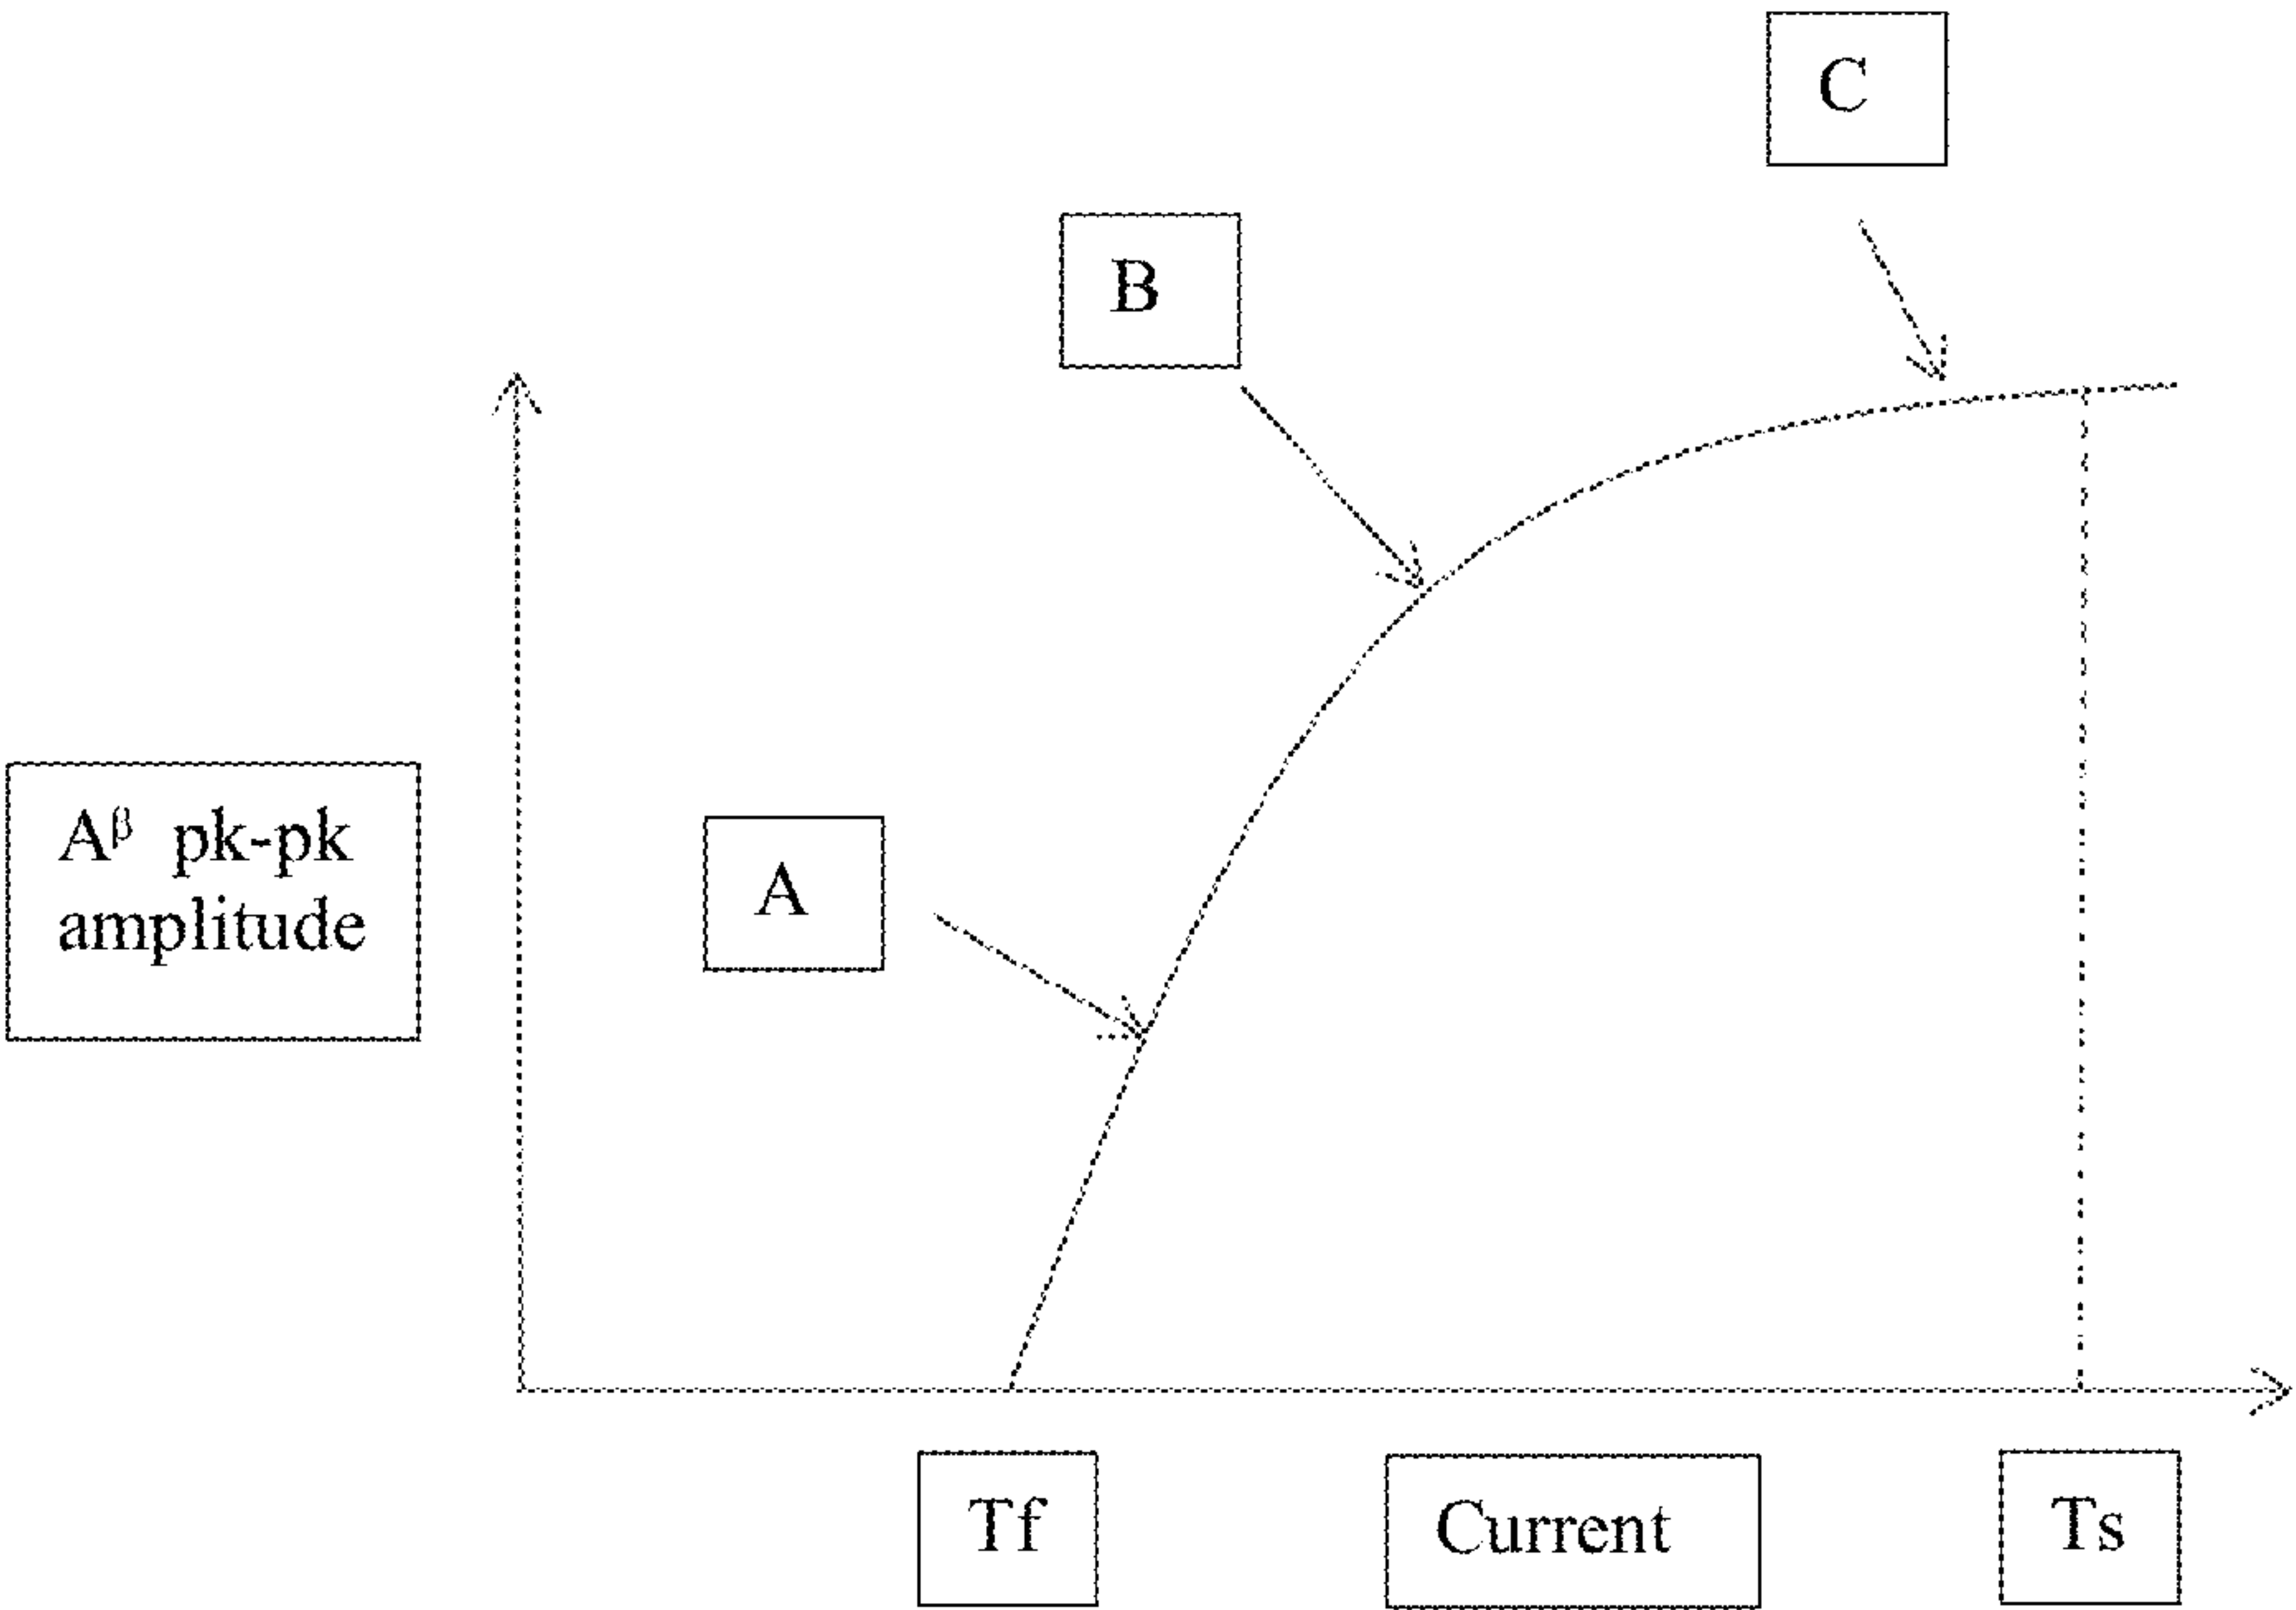 C
B
Aᵝ pk-pk
amplitude
A
Tf
Current
Ts